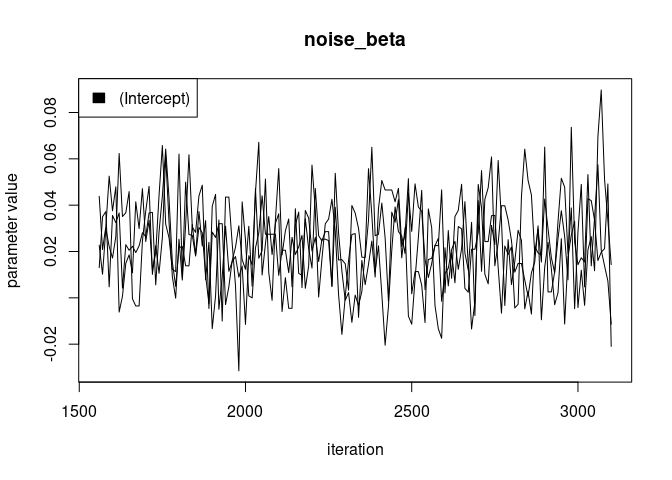 noise_beta
(Intercept)
parameter value
0.08
0.06
0.04
0.02
-0.02
1500 2000 2500 3000
iteration